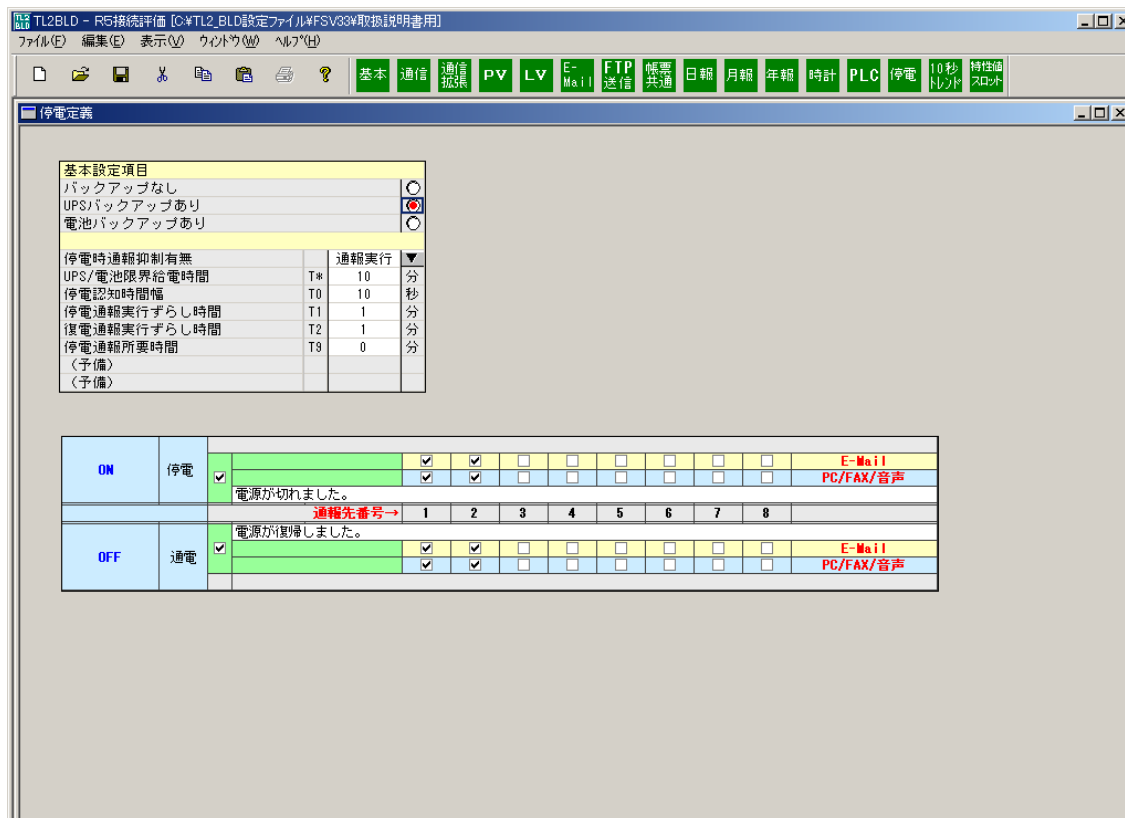 TL2BLD - R5接続評価 [C:¥TL2_BLD設定ファイル¥FSV33¥取扱説明書用]
ファイル(F) 編集(E) 表示(V) ウィンドウ(W) ヘルプ(H)
基本 通信 通信拡張 PV LV E-Mail FTP送信 帳票共通 日報 月報 年報 時計 PLC 停電 10秒トレンド 特性値スロット
停電定義
基本設定項目
バックアップなし
UPSバックアップあり
電池バックアップあり
停電時通報抑制有無 通報実行 ▼
UPS/電池限界給電時間 T* 10 分
停電認知時間幅 T0 10 秒
停電通報実行ずらし時間 T1 1 分
復電通報実行ずらし時間 T2 1 分
停電通報所要時間 T9 0 分
(予備)
(予備)
ON 停電
E-Mail
PC/FAX/音声
電源が切れました。
通報先番号→ 1 2 3 4 5 6 7 8
電源が復帰しました。
OFF 通電
E-Mail
PC/FAX/音声